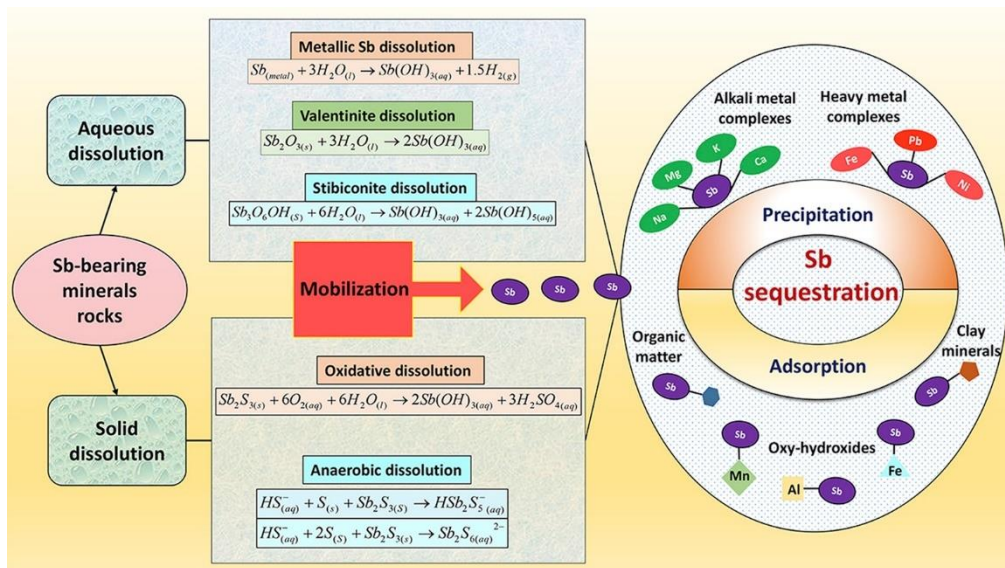 Metallic Sb dissolution
Sb(metal) + 3H2O(l) → Sb(OH)3(aq) + 1.5H2(g)
Valentinite dissolution
Sb2O3(s) + 3H2O(l) → 2Sb(OH)3(aq)
Stibiconite dissolution
Sb3O6OH(S) + 6H2O(l) → Sb(OH)3(aq) + 2Sb(OH)5(aq)
Aqueous
dissolution
Sb-bearing
minerals
rocks
Solid
dissolution
Mobilization
Sb
Sb
Sb
Oxidative dissolution
Sb2S3(s) + 6O2(aq) + 6H2O(l) → 2Sb(OH)3(aq) + 3H2SO4(aq)
Anaerobic dissolution
HS−(aq) + S(s) + Sb2S3(S) → HSb2S5−(aq)
HS−(aq) + 2S(S) + Sb2S3(s) → Sb2S6(aq)2−
Alkali metal
complexes
Heavy metal
complexes
K
Mg
Ca
Sb
Na
Pb
Fe
Sb
Ni
Precipitation
Sb
sequestration
Adsorption
Organic
matter
Sb
Clay
minerals
Sb
Oxy-hydroxides
Sb
Mn
Al
Sb
Sb
Fe